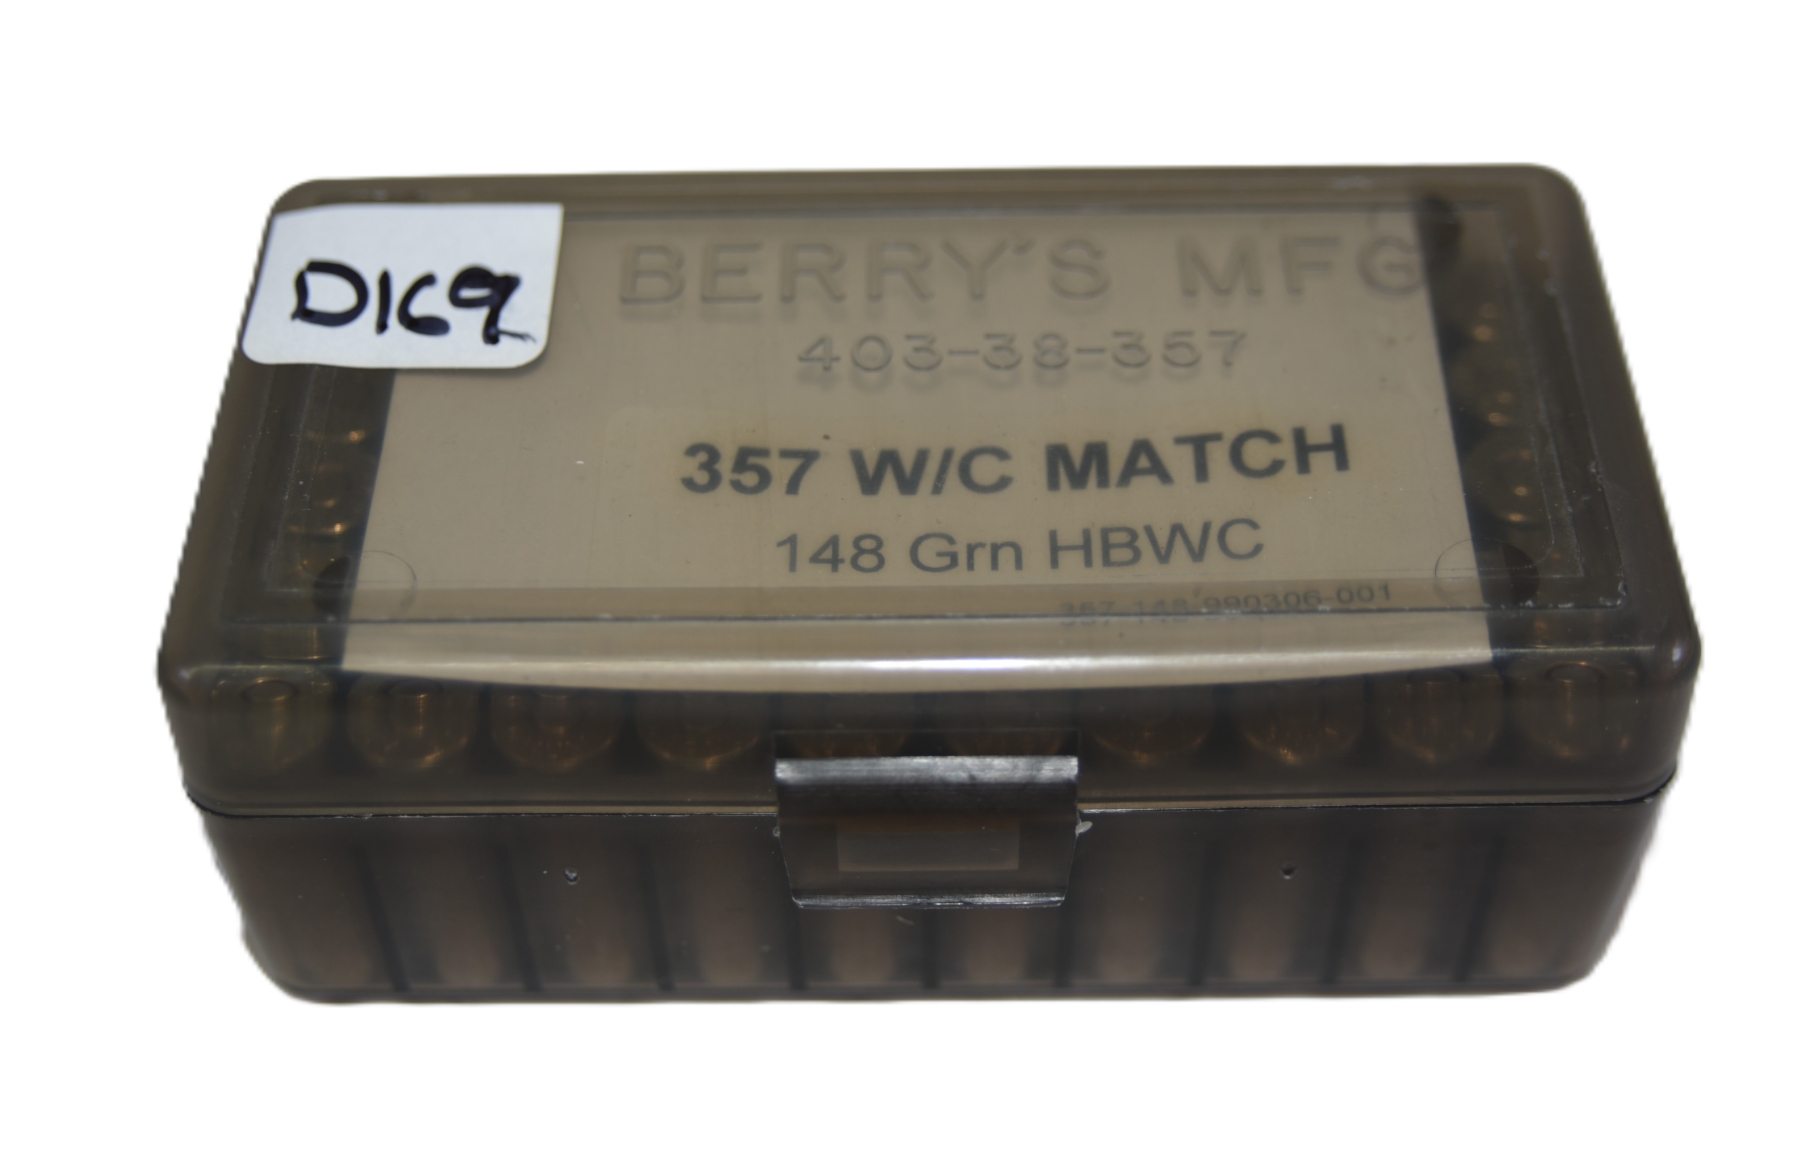 D169
BERRY'S MFG
403-38-357
357 W/C MATCH
148 Grn HBWC
357-148-990306-001